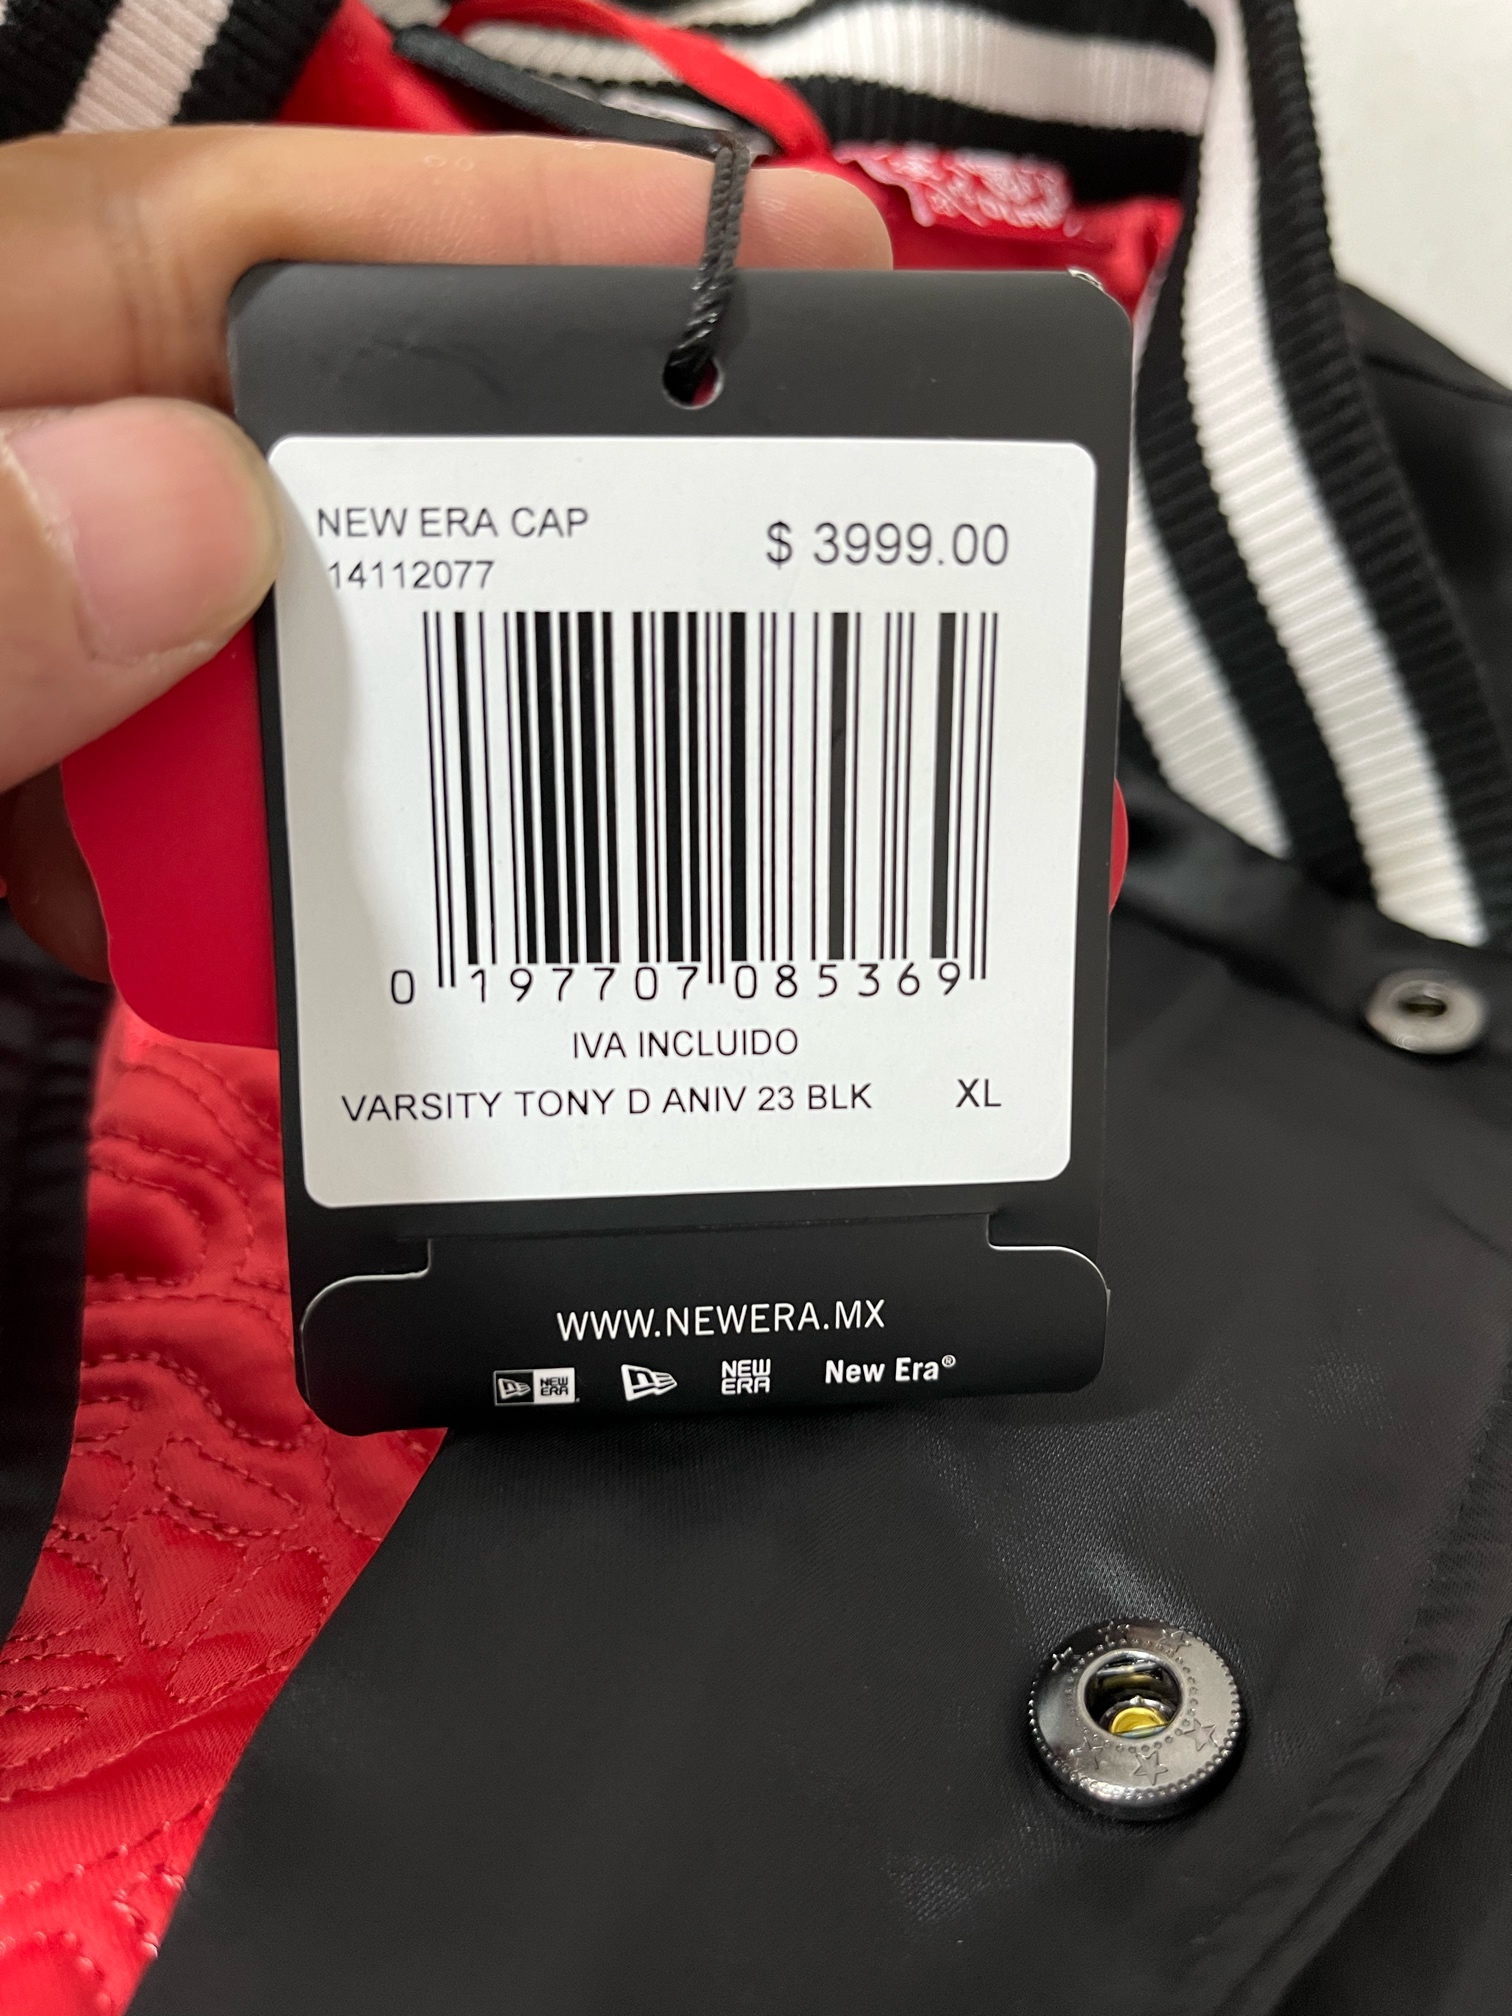 NEW ERA CAP
14112077
$ 3999.00
0 197707 085369
IVA INCLUIDO
VARSITY TONY D ANIV 23 BLK XL
WWW.NEWERA.MX
NEW ERA
NEW ERA
New Era®